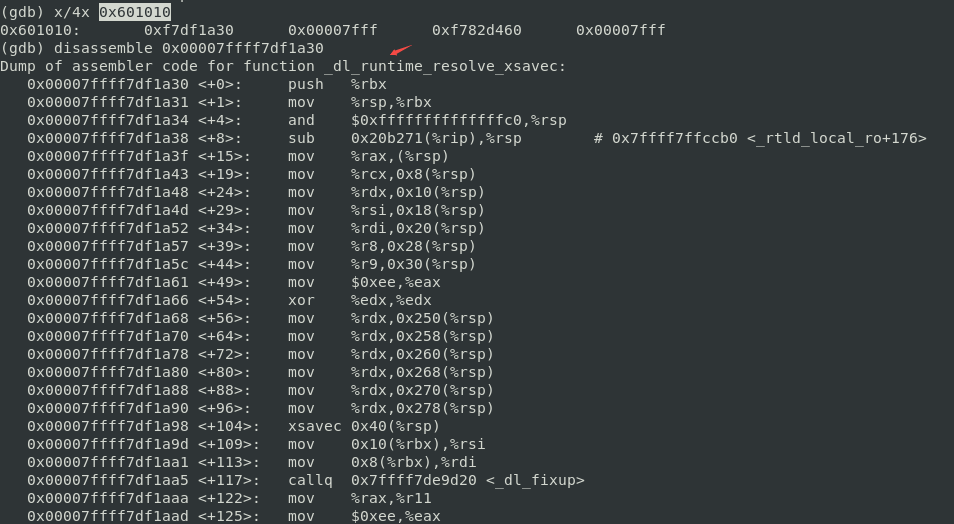 (gdb) x/4x 0x601010
0x601010:	0xf7df1a30	0x00007fff	0xf782d460	0x00007fff
(gdb) disassemble 0x00007ffff7df1a30
Dump of assembler code for function _dl_runtime_resolve_xsavec:
   0x00007ffff7df1a30 <+0>:	push   %rbx
   0x00007ffff7df1a31 <+1>:	mov    %rsp,%rbx
   0x00007ffff7df1a34 <+4>:	and    $0xffffffffffffffc0,%rsp
   0x00007ffff7df1a38 <+8>:	sub    0x20b271(%rip),%rsp        # 0x7ffff7ffccb0 <_rtld_local_ro+176>
   0x00007ffff7df1a3f <+15>:	mov    %rax,(%rsp)
   0x00007ffff7df1a43 <+19>:	mov    %rcx,0x8(%rsp)
   0x00007ffff7df1a48 <+24>:	mov    %rdx,0x10(%rsp)
   0x00007ffff7df1a4d <+29>:	mov    %rsi,0x18(%rsp)
   0x00007ffff7df1a52 <+34>:	mov    %rdi,0x20(%rsp)
   0x00007ffff7df1a57 <+39>:	mov    %r8,0x28(%rsp)
   0x00007ffff7df1a5c <+44>:	mov    %r9,0x30(%rsp)
   0x00007ffff7df1a61 <+49>:	mov    $0xee,%eax
   0x00007ffff7df1a66 <+54>:	xor    %edx,%edx
   0x00007ffff7df1a68 <+56>:	mov    %rdx,0x250(%rsp)
   0x00007ffff7df1a70 <+64>:	mov    %rdx,0x258(%rsp)
   0x00007ffff7df1a78 <+72>:	mov    %rdx,0x260(%rsp)
   0x00007ffff7df1a80 <+80>:	mov    %rdx,0x268(%rsp)
   0x00007ffff7df1a88 <+88>:	mov    %rdx,0x270(%rsp)
   0x00007ffff7df1a90 <+96>:	mov    %rdx,0x278(%rsp)
   0x00007ffff7df1a98 <+104>:	xsavec 0x40(%rsp)
   0x00007ffff7df1a9d <+109>:	mov    0x10(%rbx),%rsi
   0x00007ffff7df1aa1 <+113>:	mov    0x8(%rbx),%rdi
   0x00007ffff7df1aa5 <+117>:	callq  0x7ffff7de9d20 <_dl_fixup>
   0x00007ffff7df1aaa <+122>:	mov    %rax,%r11
   0x00007ffff7df1aad <+125>:	mov    $0xee,%eax